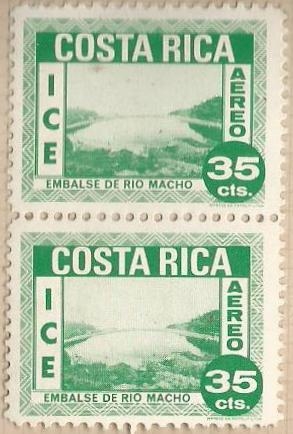 COSTA RICA
ICE
AEREO
35
cts.
EMBALSE DE RIO MACHO
COSTA RICA
ICE
AEREO
35
cts.
EMBALSE DE RIO MACHO